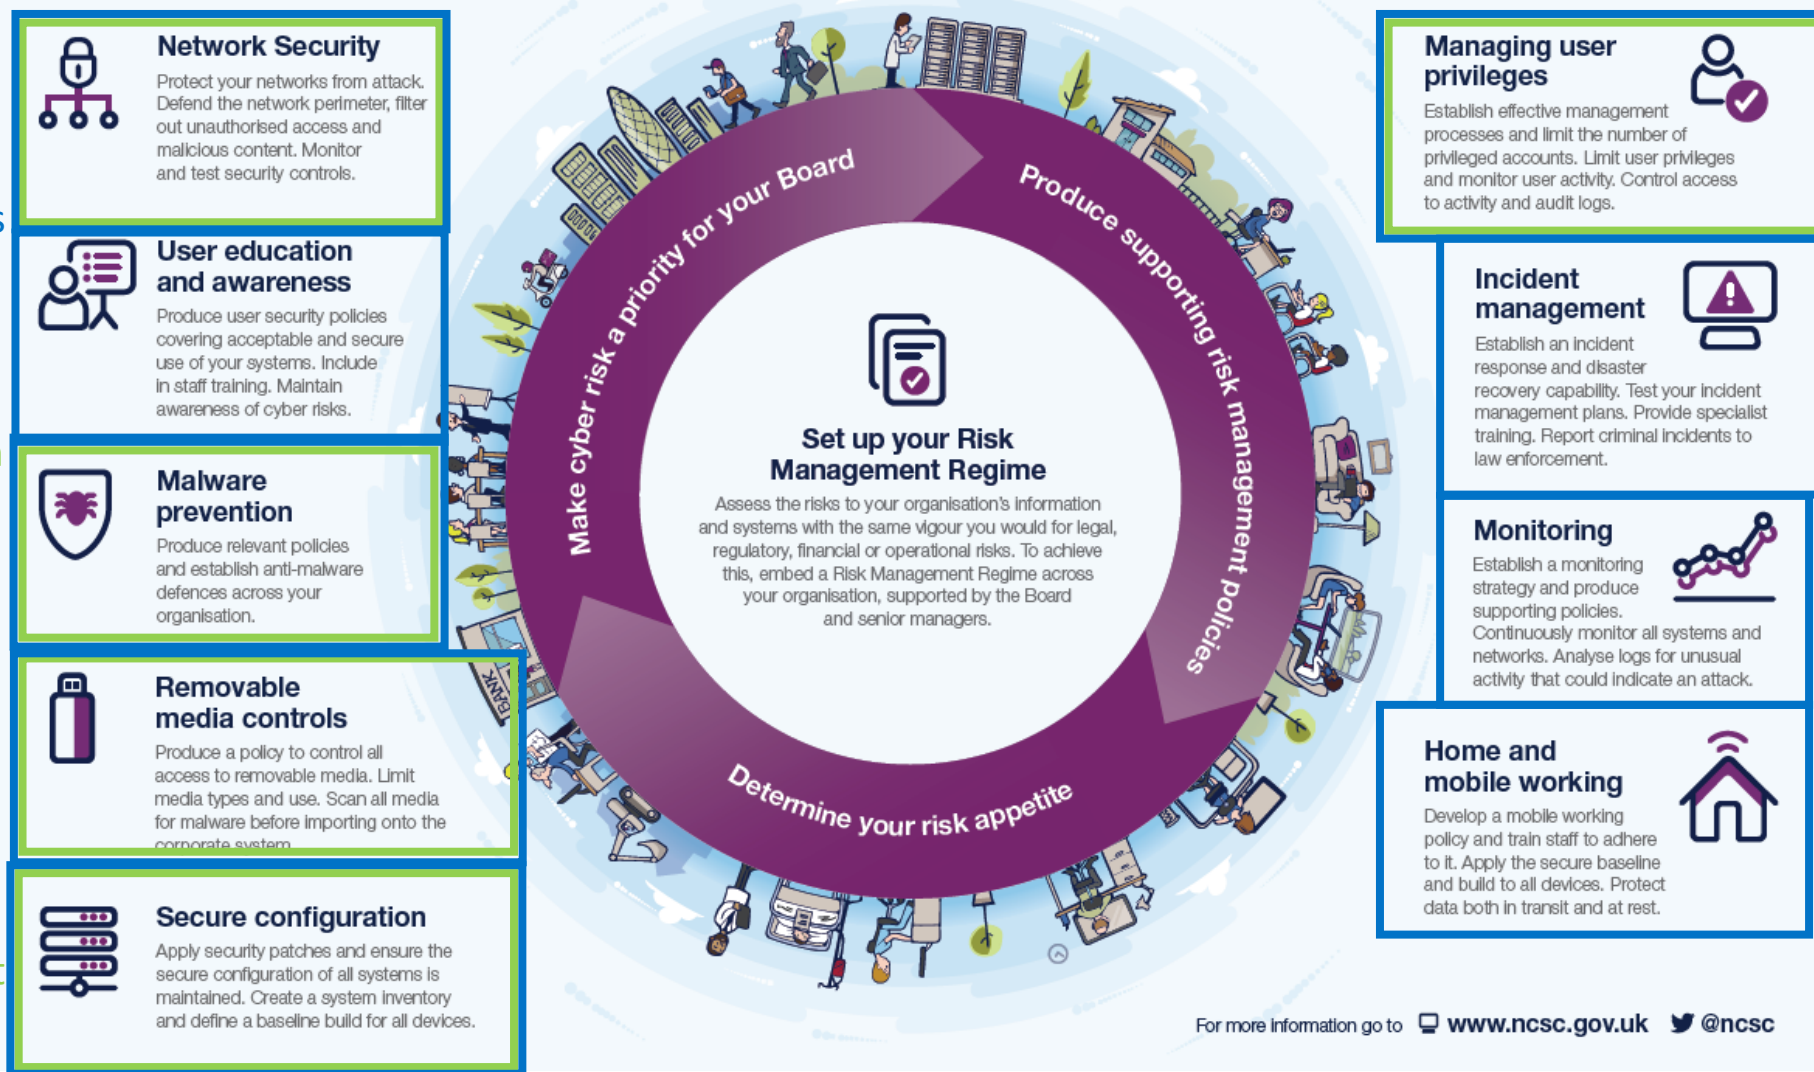 Network Security
Protect your networks from attack.
Defend the network perimeter, filter
out unauthorised access and
malicious content. Monitor
and test security controls.
s
User education
and awareness
Produce user security policies
covering acceptable and secure
use of your systems. Include
in staff training. Maintain
awareness of cyber risks.
Malware
prevention
Produce relevant policies
and establish anti-malware
defences across your
organisation.
Removable
media controls
Produce a policy to control all
access to removable media. Limit
media types and use. Scan all media
for malware before importing onto the
corporate system
Secure configuration
Apply security patches and ensure the
secure configuration of all systems is
maintained. Create a system inventory
and define a baseline build for all devices.
t
Make cyber risk a priority for your Board
Produce supporting risk management policies
Determine your risk appetite
BANK
Set up your Risk
Management Regime
Assess the risks to your organisation's information
and systems with the same vigour you would for legal,
regulatory, financial or operational risks. To achieve
this, embed a Risk Management Regime across
your organisation, supported by the Board
and senior managers.
Managing user
privileges
Establish effective management
processes and limit the number of
privileged accounts. Limit user privileges
and monitor user activity. Control access
to activity and audit logs.
Incident
management
Establish an incident
response and disaster
recovery capability. Test your incident
management plans. Provide specialist
training. Report criminal incidents to
law enforcement.
Monitoring
Establish a monitoring
strategy and produce
supporting policies.
Continuously monitor all systems and
networks. Analyse logs for unusual
activity that could indicate an attack.
Home and
mobile working
Develop a mobile working
policy and train staff to adhere
to it. Apply the secure baseline
and build to all devices. Protect
data both in transit and at rest.
For more information go to www.ncsc.gov.uk @ncsc